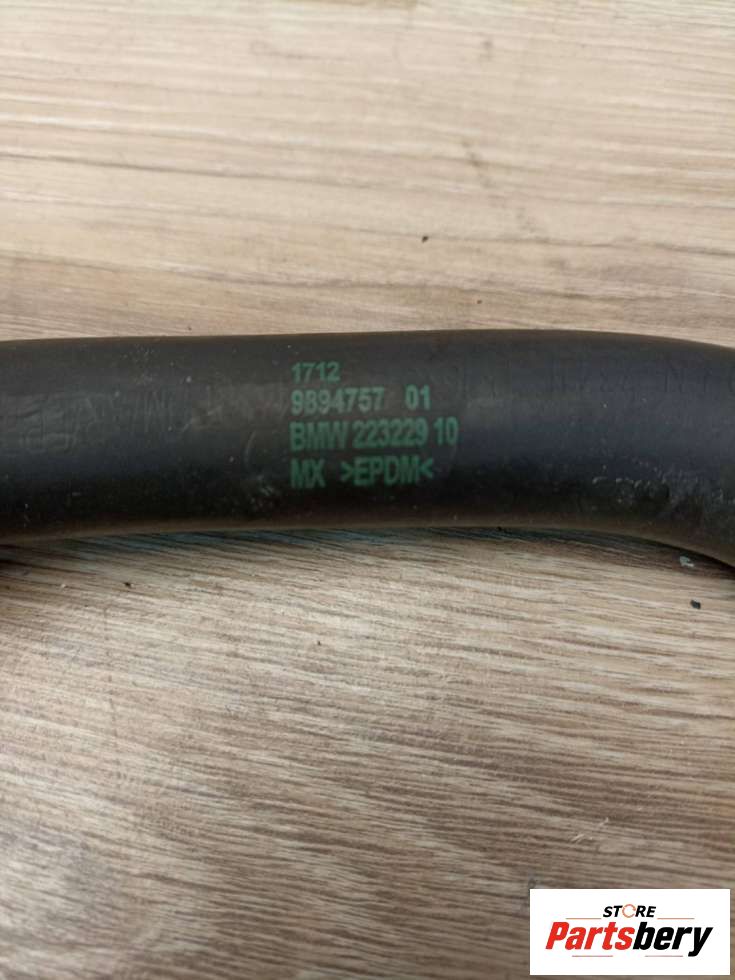 1712
9894757 01
BMW 223229 10
MX >EPDM<
STORE
Partsbery